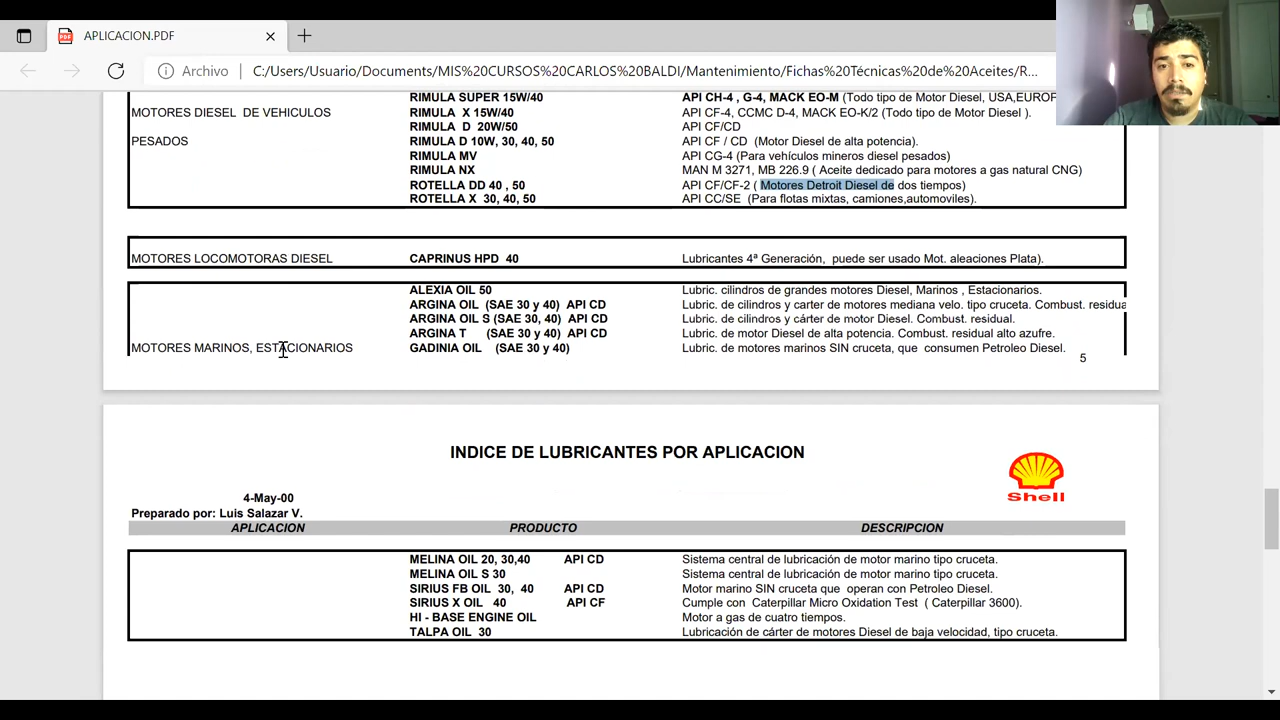 APLICACION.PDF
Archivo C:/Users/Usuario/Documents/MIS%20CURSOS%20CARLOS%20BALDI/Mantenimiento/Fichas%20Técnicas%20de%20Aceites/R...
RIMULA SUPER 15W/40 API CH-4 , G-4, MACK EO-M (Todo tipo de Motor Diesel, USA,EUROF
MOTORES DIESEL DE VEHICULOS RIMULA X 15W/40 API CF-4, CCMC D-4, MACK EO-K/2 (Todo tipo de Motor Diesel ).
RIMULA D 20W/50 API CF/CD
PESADOS RIMULA D 10W, 30, 40, 50 API CF / CD (Motor Diesel de alta potencia).
RIMULA MV API CG-4 (Para vehículos mineros diesel pesados)
RIMULA NX MAN M 3271, MB 226.9 ( Aceite dedicado para motores a gas natural CNG)
ROTELLA DD 40 , 50 API CF/CF-2 ( Motores Detroit Diesel de dos tiempos)
ROTELLA X 30, 40, 50 API CC/SE (Para flotas mixtas, camiones,automoviles).
MOTORES LOCOMOTORAS DIESEL CAPRINUS HPD 40 Lubricantes 4ª Generación, puede ser usado Mot. aleaciones Plata).
ALEXIA OIL 50 Lubric. cilindros de grandes motores Diesel, Marinos , Estacionarios.
ARGINA OIL (SAE 30 y 40) API CD Lubric. de cilindros y carter de motores mediana velo. tipo cruceta. Combust. residua
ARGINA OIL S (SAE 30, 40) API CD Lubric. de cilindros y cárter de motor Diesel. Combust. residual.
ARGINA T (SAE 30 y 40) API CD Lubric. de motor Diesel de alta potencia. Combust. residual alto azufre.
MOTORES MARINOS, ESTACIONARIOS GADINIA OIL (SAE 30 y 40) Lubric. de motores marinos SIN cruceta, que consumen Petroleo Diesel.
5
INDICE DE LUBRICANTES POR APLICACION
Shell
4-May-00
Preparado por: Luis Salazar V.
APLICACION PRODUCTO DESCRIPCION
MELINA OIL 20, 30,40 API CD Sistema central de lubricación de motor marino tipo cruceta.
MELINA OIL S 30 Sistema central de lubricación de motor marino tipo cruceta.
SIRIUS FB OIL 30, 40 API CD Motor marino SIN cruceta que operan con Petroleo Diesel.
SIRIUS X OIL 40 API CF Cumple con Caterpillar Micro Oxidation Test ( Caterpillar 3600).
HI - BASE ENGINE OIL Motor a gas de cuatro tiempos.
TALPA OIL 30 Lubricación de cárter de motores Diesel de baja velocidad, tipo cruceta.